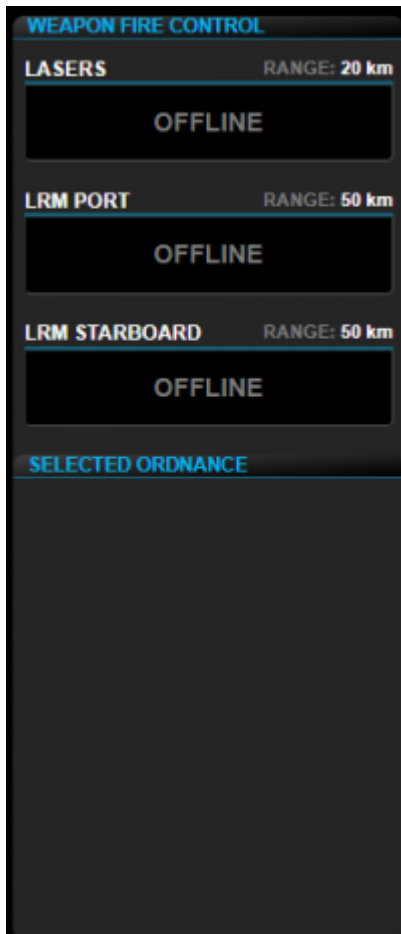 WEAPON FIRE CONTROL
LASERS RANGE: 20 km
OFFLINE
LRM PORT RANGE: 50 km
OFFLINE
LRM STARBOARD RANGE: 50 km
OFFLINE
SELECTED ORDNANCE